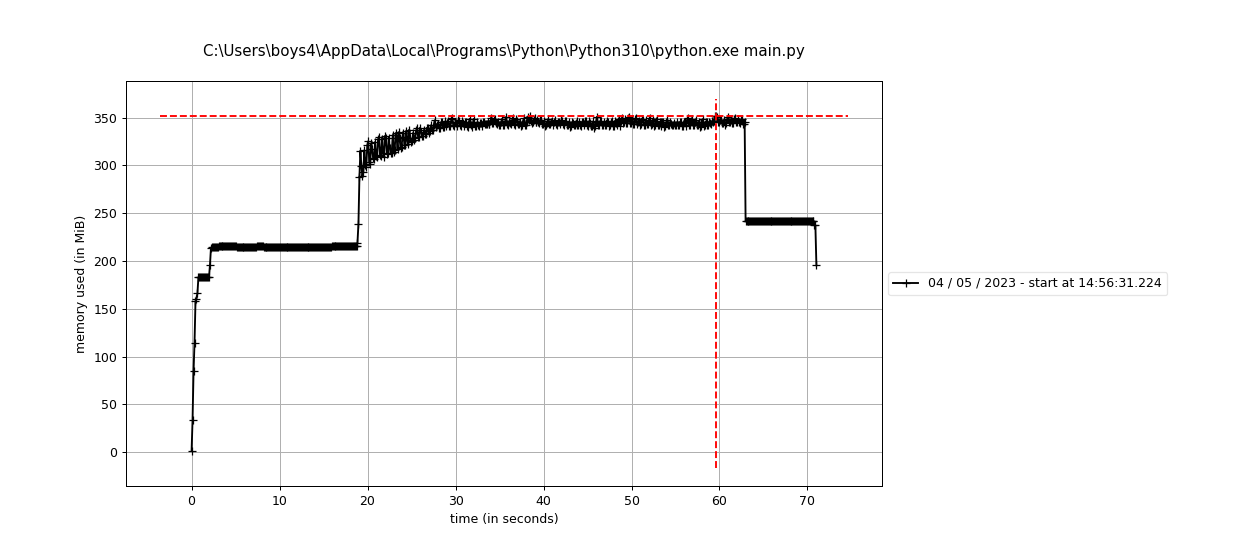 C:\Users\boys4\AppData\Local\Programs\Python\Python310\python.exe main.py
memory used (in MiB)
350
300
250
200
150
100
50
0
0 10 20 30 40 50 60 70
time (in seconds)
04 / 05 / 2023 - start at 14:56:31.224